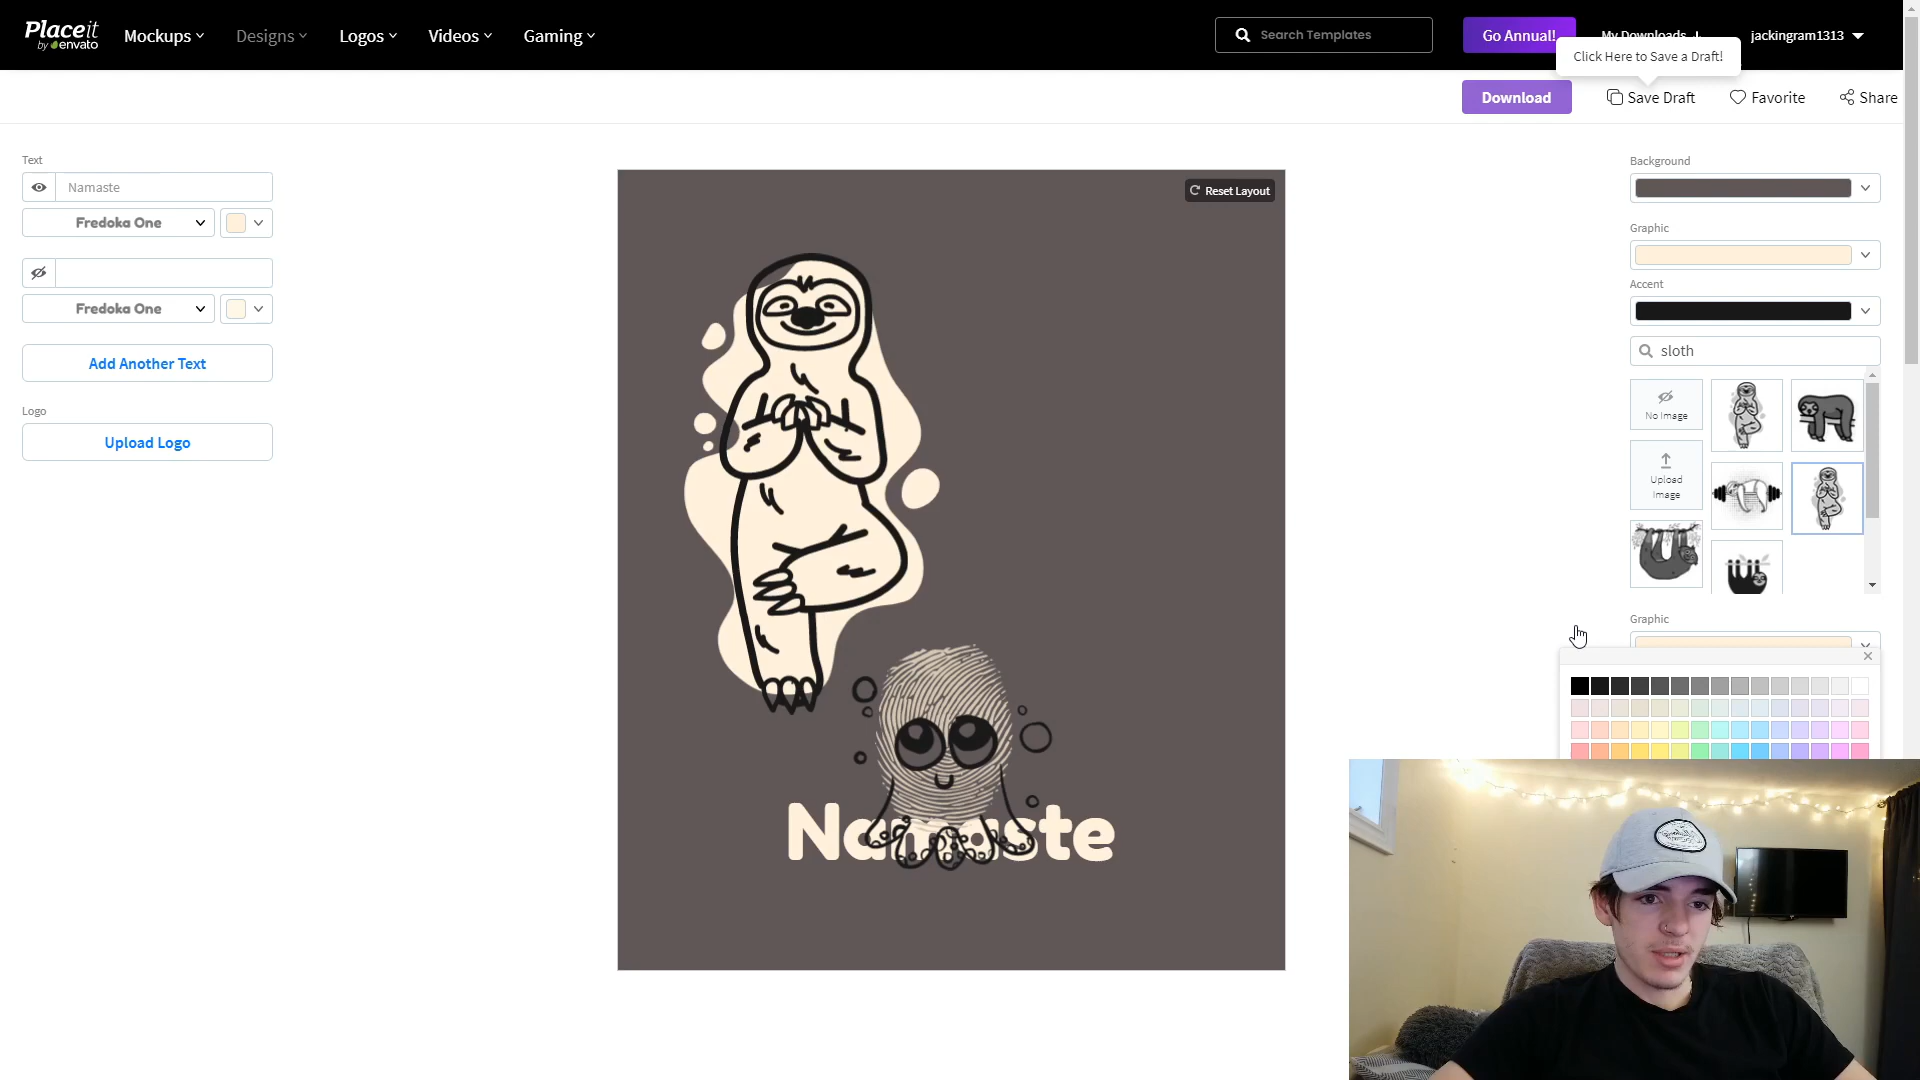 Placeit
by envato
Mockups
Designs
Logos
Videos
Gaming
Search Templates
Go Annual!
My Downloads
jackingram1313
Click Here to Save a Draft!
Download
Save Draft
Favorite
Share
Text
Namaste
Fredoka One
Fredoka One
Add Another Text
Logo
Upload Logo
Reset Layout
Namaste
Background
Graphic
Accent
sloth
No Image
Upload
Image
Graphic